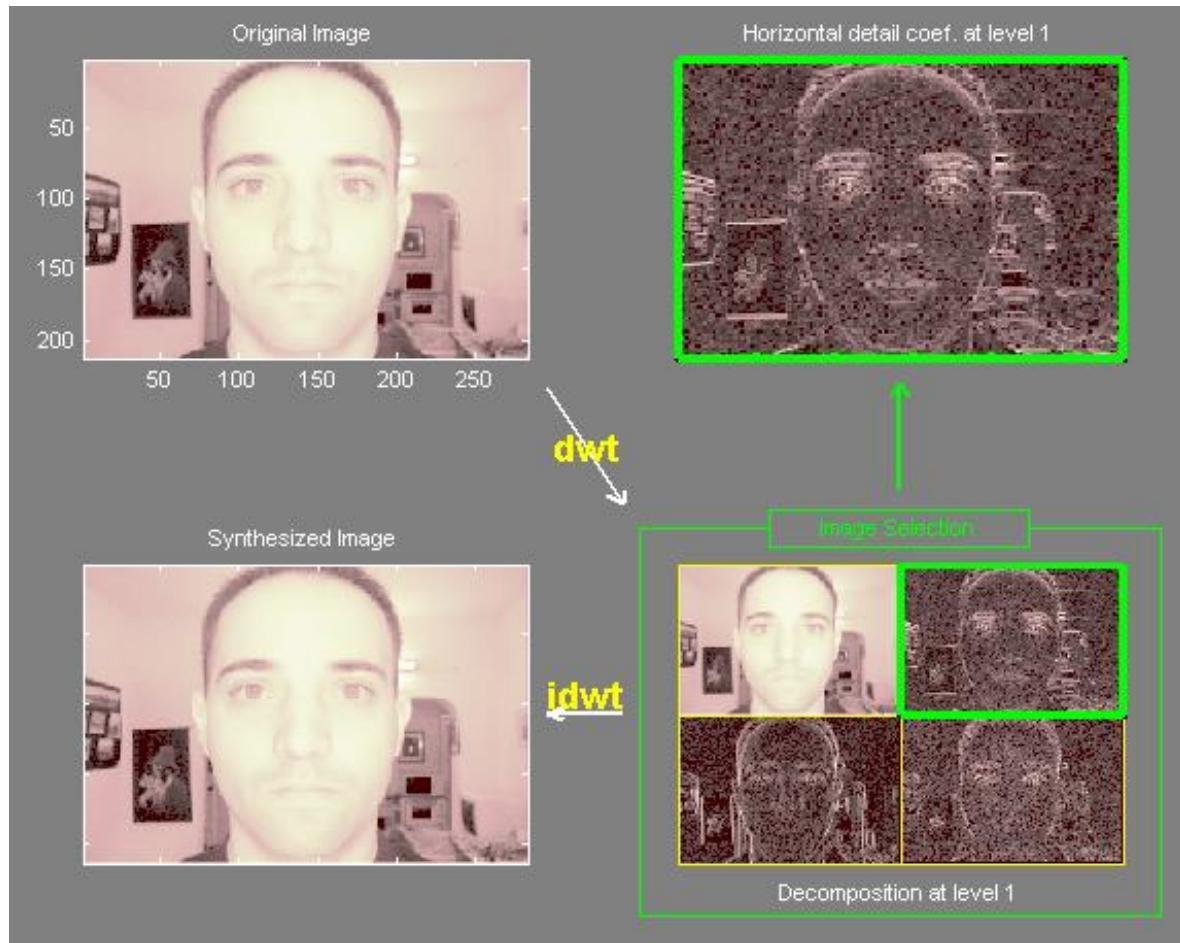 Original Image
Horizontal detail coef. at level 1
50
100
150
200
50 100 150 200 250
dwt
Image Selection
Synthesized Image
idwt
Decomposition at level 1